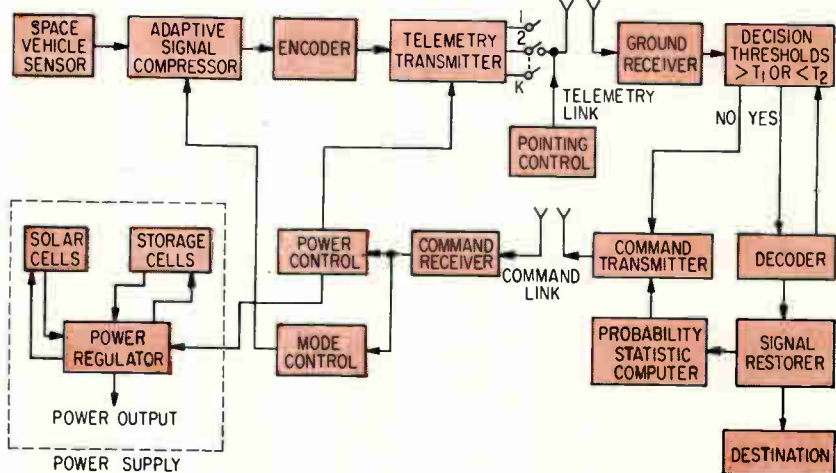 SPACE
VEHICLE
SENSOR
ADAPTIVE
SIGNAL
COMPRESSOR
ENCODER
TELEMETRY
TRANSMITTER
1
2
K
TELEMETRY
LINK
POINTING
CONTROL
GROUND
RECEIVER
DECISION
THRESHOLDS
>T₁ OR <T₂
NO YES
SOLAR
CELLS
STORAGE
CELLS
POWER
REGULATOR
POWER OUTPUT
POWER SUPPLY
POWER
CONTROL
MODE
CONTROL
COMMAND
RECEIVER
COMMAND
LINK
COMMAND
TRANSMITTER
DECODER
PROBABILITY
STATISTIC
COMPUTER
SIGNAL
RESTORER
DESTINATION